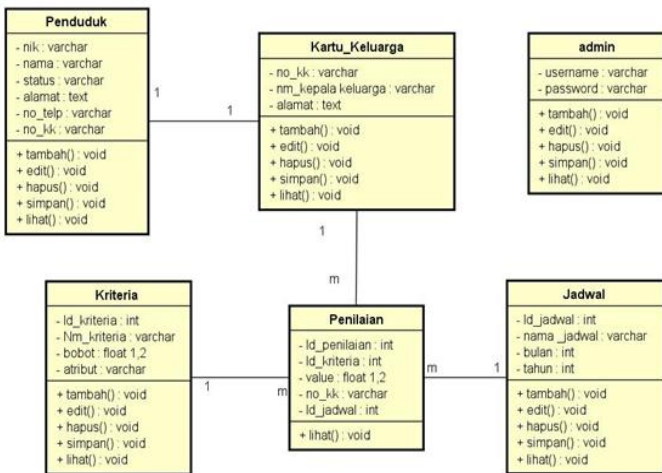 Penduduk
- nik : varchar
- nama : varchar
- status : varchar
- alamat : text
- no_telp : varchar
- no_kk : varchar
+ tambah() : void
+ edit() : void
+ hapus() : void
+ simpan() : void
+ lihat() : void
1
1
Kartu_Keluarga
- no_kk : varchar
- nm_kepala keluarga : varchar
- alamat : text
+ tambah() : void
+ edit() : void
+ hapus() : void
+ simpan() : void
+ lihat() : void
admin
- username : varchar
- password : varchar
+ tambah() : void
+ edit() : void
+ hapus() : void
+ simpan() : void
+ lihat() : void
1
m
Kriteria
- Id_kriteria : int
- Nm_kriteria : varchar
- bobot : float 1,2
- atribut : varchar
+ tambah() : void
+ edit() : void
+ hapus() : void
+ simpan() : void
+ lihat() : void
1
m
Penilaian
- Id_penilaian : int
- Id_kriteria : int
- value : float 1,2
- no_kk : varchar
- Id_jadwal : int
+ lihat() : void
m
1
Jadwal
- Id_jadwal : int
- nama _jadwal : varchar
- bulan : int
- tahun : int
+ tambah() : void
+ edit() : void
+ hapus() : void
+ simpan() : void
+ lihat() : void